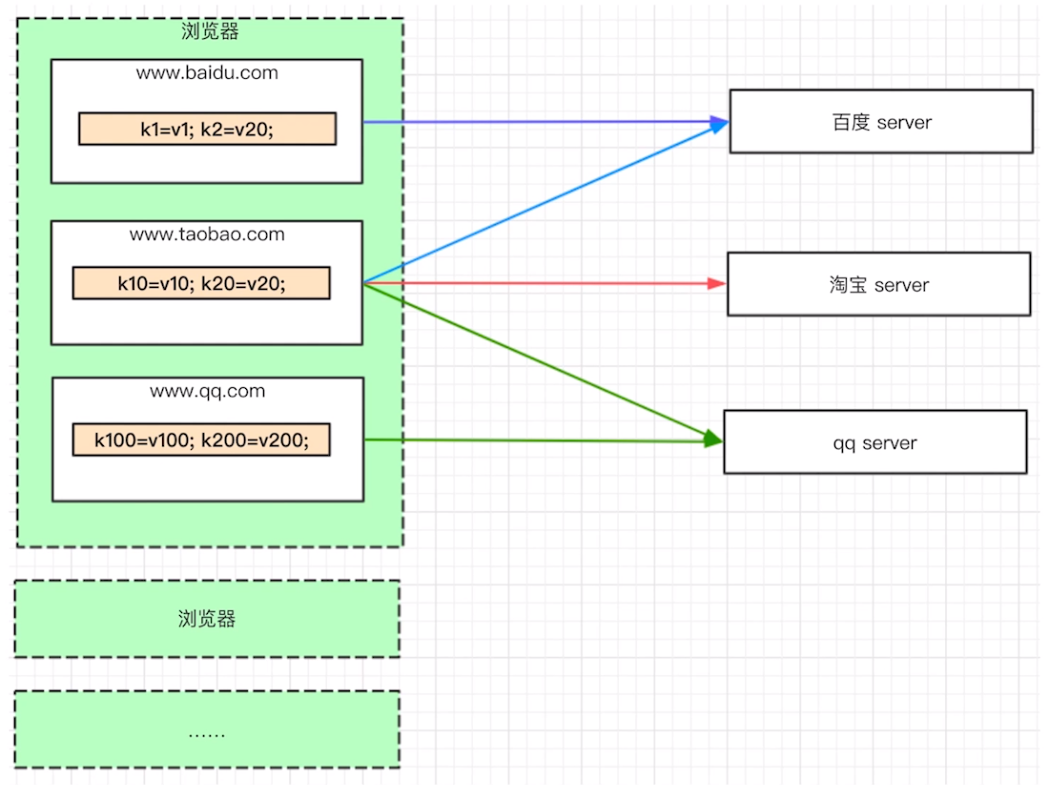 浏览器
www.baidu.com
k1=v1; k2=v20;
百度 server
www.taobao.com
k10=v10; k20=v20;
淘宝 server
www.qq.com
k100=v100; k200=v200;
qq server
浏览器
……